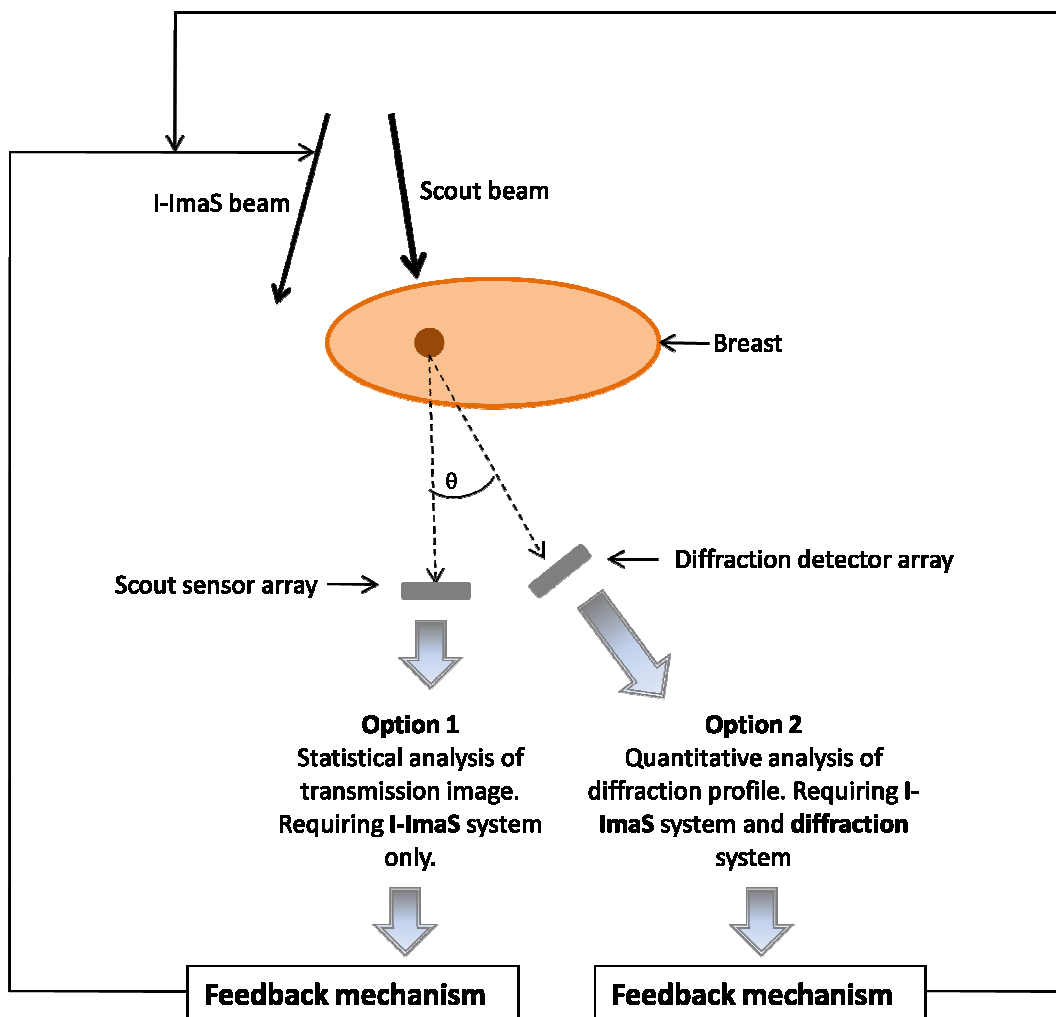 I-ImaS beam
Scout beam
Breast
θ
Scout sensor array
Diffraction detector array
Option 1
Statistical analysis of
transmission image.
Requiring I-ImaS system
only.
Option 2
Quantitative analysis of
diffraction profile. Requiring I-
ImaS system and diffraction
system
Feedback mechanism
Feedback mechanism